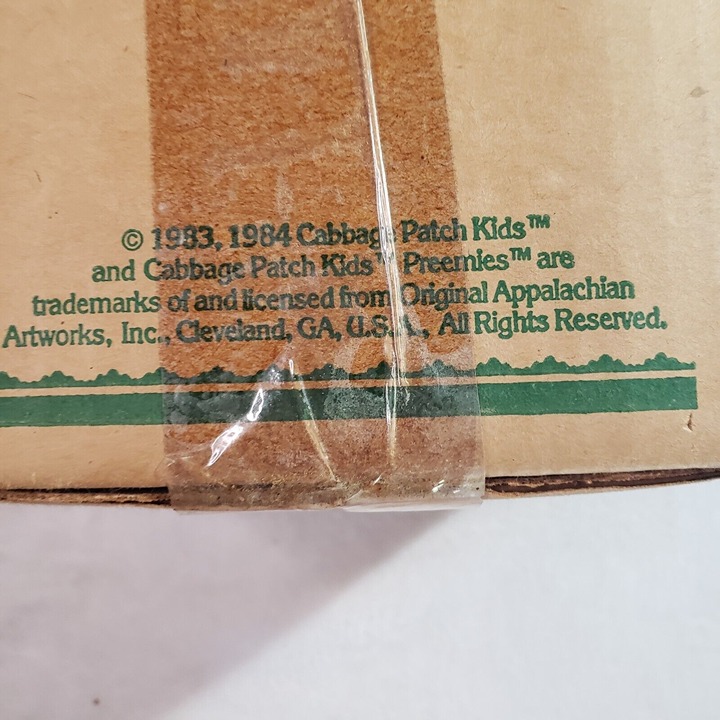 © 1983, 1984 Cabbage Patch Kids™
and Cabbage Patch Kids™ Preemies™ are
trademarks of and licensed from Original Appalachian
Artworks, Inc., Cleveland, GA, U.S.A., All Rights Reserved.